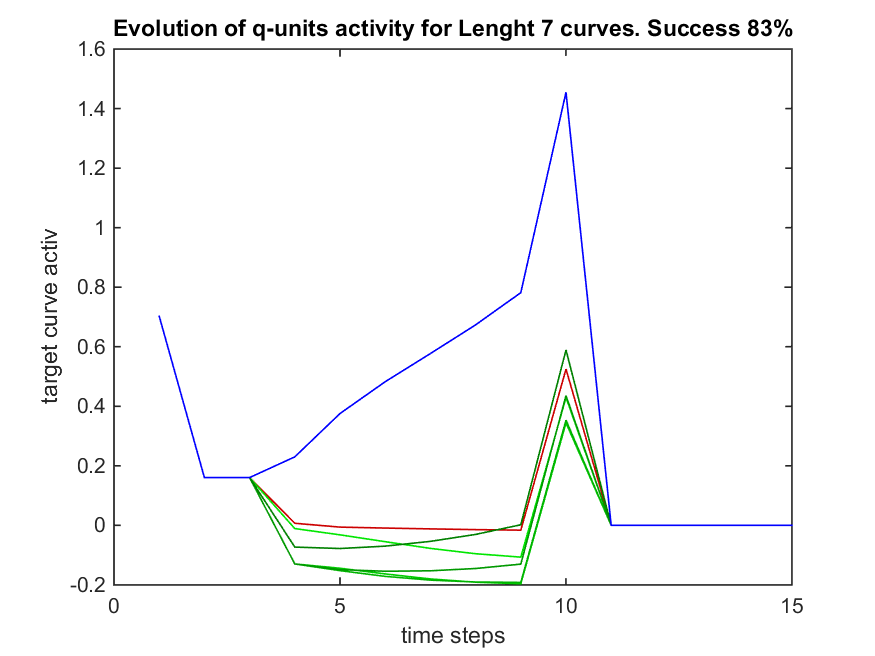 Evolution of q-units activity for Lenght 7 curves. Success 83%
1.6
1.4
1.2
1
0.8
0.6
0.4
0.2
0
-0.2
target curve activ
0 5 10 15
time steps